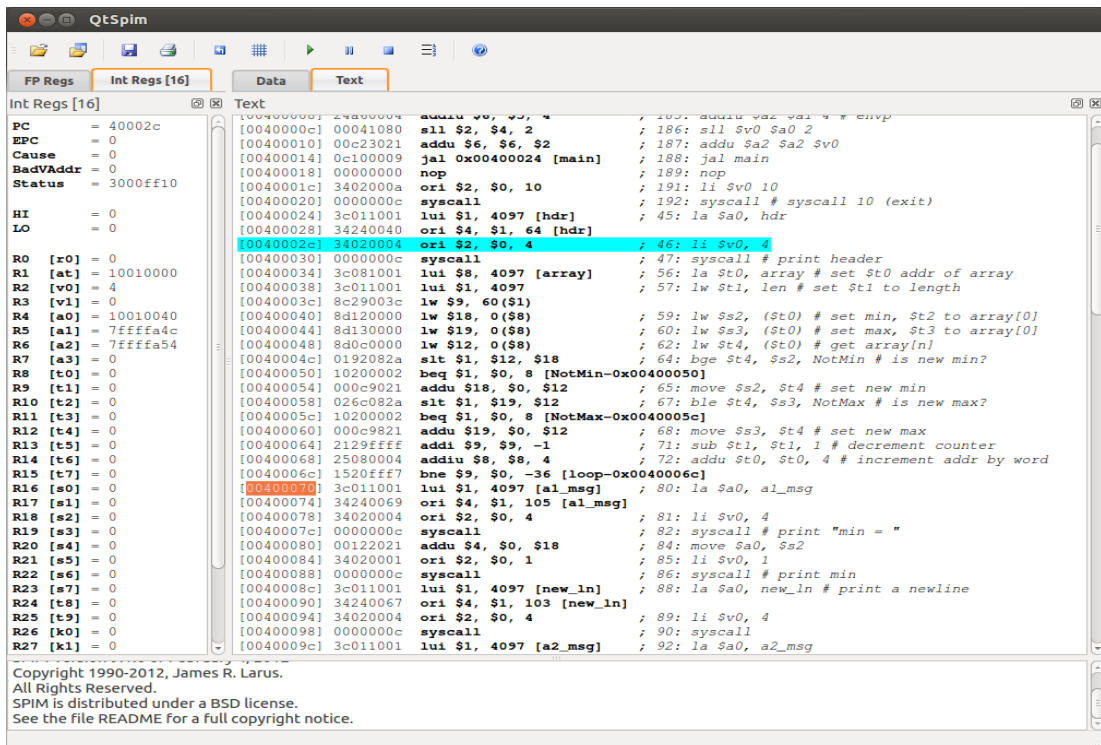 QtSpim
FP Regs
Int Regs [16]
Data
Text
Int Regs [16]
Text
PC = 40002c
EPC = 0
Cause = 0
BadVAddr = 0
Status = 3000ff10
HI = 0
LO = 0
R0 [r0] = 0
R1 [at] = 10010000
R2 [v0] = 4
R3 [v1] = 0
R4 [a0] = 10010040
R5 [a1] = 7ffffa4c
R6 [a2] = 7ffffa54
R7 [a3] = 0
R8 [t0] = 0
R9 [t1] = 0
R10 [t2] = 0
R11 [t3] = 0
R12 [t4] = 0
R13 [t5] = 0
R14 [t6] = 0
R15 [t7] = 0
R16 [s0] = 0
R17 [s1] = 0
R18 [s2] = 0
R19 [s3] = 0
R20 [s4] = 0
R21 [s5] = 0
R22 [s6] = 0
R23 [s7] = 0
R24 [t8] = 0
R25 [t9] = 0
R26 [k0] = 0
R27 [k1] = 0
[00400008] 24a60004 addiu $6, $5, 4 ; 185: addiu $a2 $a1 4 # envp
[0040000c] 00041080 sll $2, $4, 2 ; 186: sll $v0 $a0 2
[00400010] 00c23021 addu $6, $6, $2 ; 187: addu $a2 $a2 $v0
[00400014] 0c100009 jal 0x00400024 [main] ; 188: jal main
[00400018] 00000000 nop ; 189: nop
[0040001c] 3402000a ori $2, $0, 10 ; 191: li $v0 10
[00400020] 0000000c syscall ; 192: syscall # syscall 10 (exit)
[00400024] 3c011001 lui $1, 4097 [hdr] ; 45: la $a0, hdr
[00400028] 34240040 ori $4, $1, 64 [hdr]
[0040002c] 34020004 ori $2, $0, 4 ; 46: li $v0, 4
[00400030] 0000000c syscall ; 47: syscall # print header
[00400034] 3c081001 lui $8, 4097 [array] ; 56: la $t0, array # set $t0 addr of array
[00400038] 3c011001 lui $1, 4097 ; 57: lw $t1, len # set $t1 to length
[0040003c] 8c29003c lw $9, 60($1)
[00400040] 8d120000 lw $18, 0($8) ; 59: lw $s2, ($t0) # set min, $t2 to array[0]
[00400044] 8d130000 lw $19, 0($8) ; 60: lw $s3, ($t0) # set max, $t3 to array[0]
[00400048] 8d0c0000 lw $12, 0($8) ; 62: lw $t4, ($t0) # get array[n]
[0040004c] 0192082a slt $1, $12, $18 ; 64: bge $t4, $s2, NotMin # is new min?
[00400050] 10200002 beq $1, $0, 8 [NotMin-0x00400050]
[00400054] 000c9021 addu $18, $0, $12 ; 65: move $s2, $t4 # set new min
[00400058] 026c082a slt $1, $19, $12 ; 67: ble $t4, $s3, NotMax # is new max?
[0040005c] 10200002 beq $1, $0, 8 [NotMax-0x0040005c]
[00400060] 000c9821 addu $19, $0, $12 ; 68: move $s3, $t4 # set new max
[00400064] 2129ffff addi $9, $9, -1 ; 71: sub $t1, $t1, 1 # decrement counter
[00400068] 25080004 addiu $8, $8, 4 ; 72: addu $t0, $t0, 4 # increment addr by word
[0040006c] 1520fff7 bne $9, $0, -36 [loop-0x0040006c]
[00400070] 3c011001 lui $1, 4097 [a1_msg] ; 80: la $a0, a1_msg
[00400074] 34240069 ori $4, $1, 105 [a1_msg]
[00400078] 34020004 ori $2, $0, 4 ; 81: li $v0, 4
[0040007c] 0000000c syscall ; 82: syscall # print "min = "
[00400080] 00122021 addu $4, $0, $18 ; 84: move $a0, $s2
[00400084] 34020001 ori $2, $0, 1 ; 85: li $v0, 1
[00400088] 0000000c syscall ; 86: syscall # print min
[0040008c] 3c011001 lui $1, 4097 [new_ln] ; 88: la $a0, new_ln # print a newline
[00400090] 34240067 ori $4, $1, 103 [new_ln]
[00400094] 34020004 ori $2, $0, 4 ; 89: li $v0, 4
[00400098] 0000000c syscall ; 90: syscall
[0040009c] 3c011001 lui $1, 4097 [a2_msg] ; 92: la $a0, a2_msg
Copyright 1990-2012, James R. Larus.
All Rights Reserved.
SPIM is distributed under a BSD license.
See the file README for a full copyright notice.